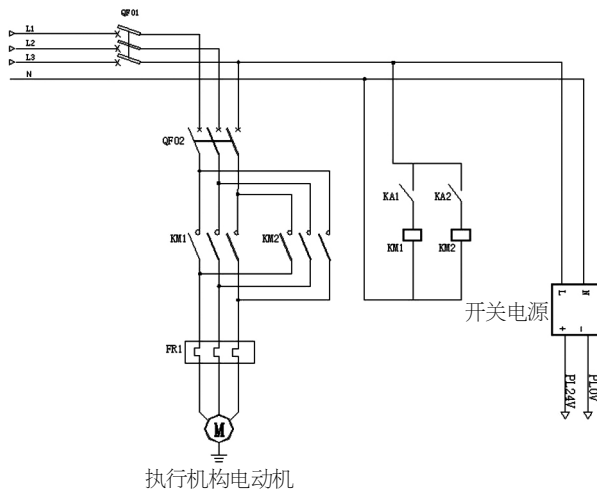 QF01
L1
L2
L3
N
QF02
KA1
KA2
KM1
KM2
KM1
KM2
L
N
开关电源
+
-
FR1
PL24V
PL0V
M
执行机构电动机